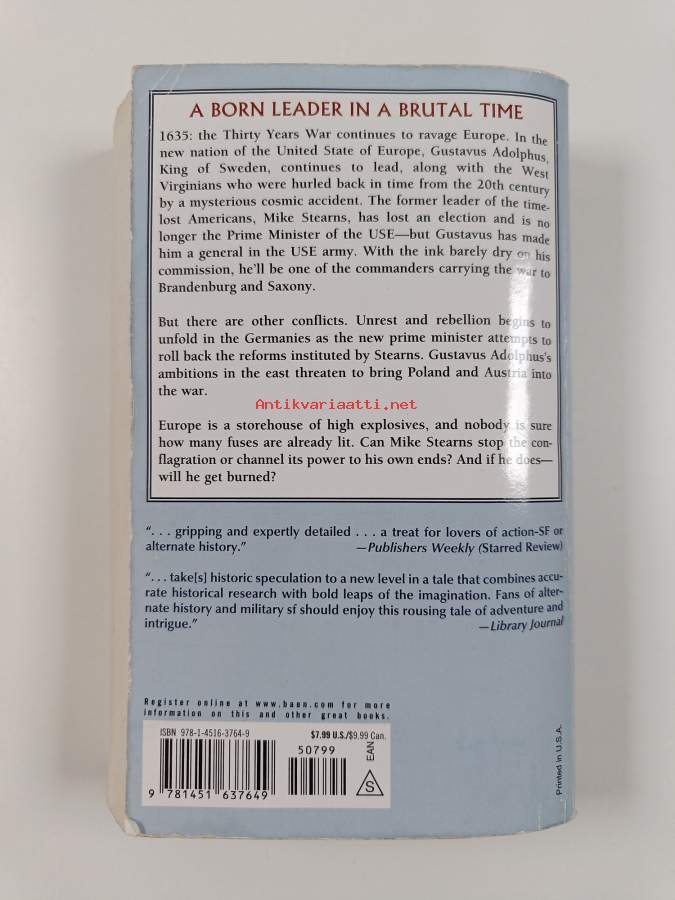 A BORN LEADER IN A BRUTAL TIME
1635: the Thirty Years War continues to ravage Europe. In the
new nation of the United State of Europe, Gustavus Adolphus,
King of Sweden, continues to lead, along with the West
Virginians who were hurled back in time from the 20th century
by a mysterious cosmic accident. The former leader of the time-
lost Americans, Mike Stearns, has lost an election and is no
longer the Prime Minister of the USE—but Gustavus has made
him a general in the USE army. With the ink barely dry on his
commission, he'll be one of the commanders carrying the war to
Brandenburg and Saxony.
But there are other conflicts. Unrest and rebellion begins to
unfold in the Germanies as the new prime minister attempts to
roll back the reforms instituted by Stearns. Gustavus Adolphus's
ambitions in the east threaten to bring Poland and Austria into
the war.
Antikvariaatti.net
Europe is a storehouse of high explosives, and nobody is sure
how many fuses are already lit. Can Mike Stearns stop the con-
flagration or channel its power to his own ends? And if he does—
will he get burned?
". . . gripping and expertly detailed . . . a treat for lovers of action-SF or
alternate history." —Publishers Weekly (Starred Review)
". . . take[s] historic speculation to a new level in a tale that combines accu-
rate historical research with bold leaps of the imagination. Fans of alter-
nate history and military sf should enjoy this rousing tale of adventure and
intrigue." —Library Journal
Register online at www.baen.com for more
information on this and other great books.
ISBN 978-1-4516-3764-9 $7.99 U.S./$9.99 Can.
50799
EAN
S
9 781451 637649
Printed in U.S.A.